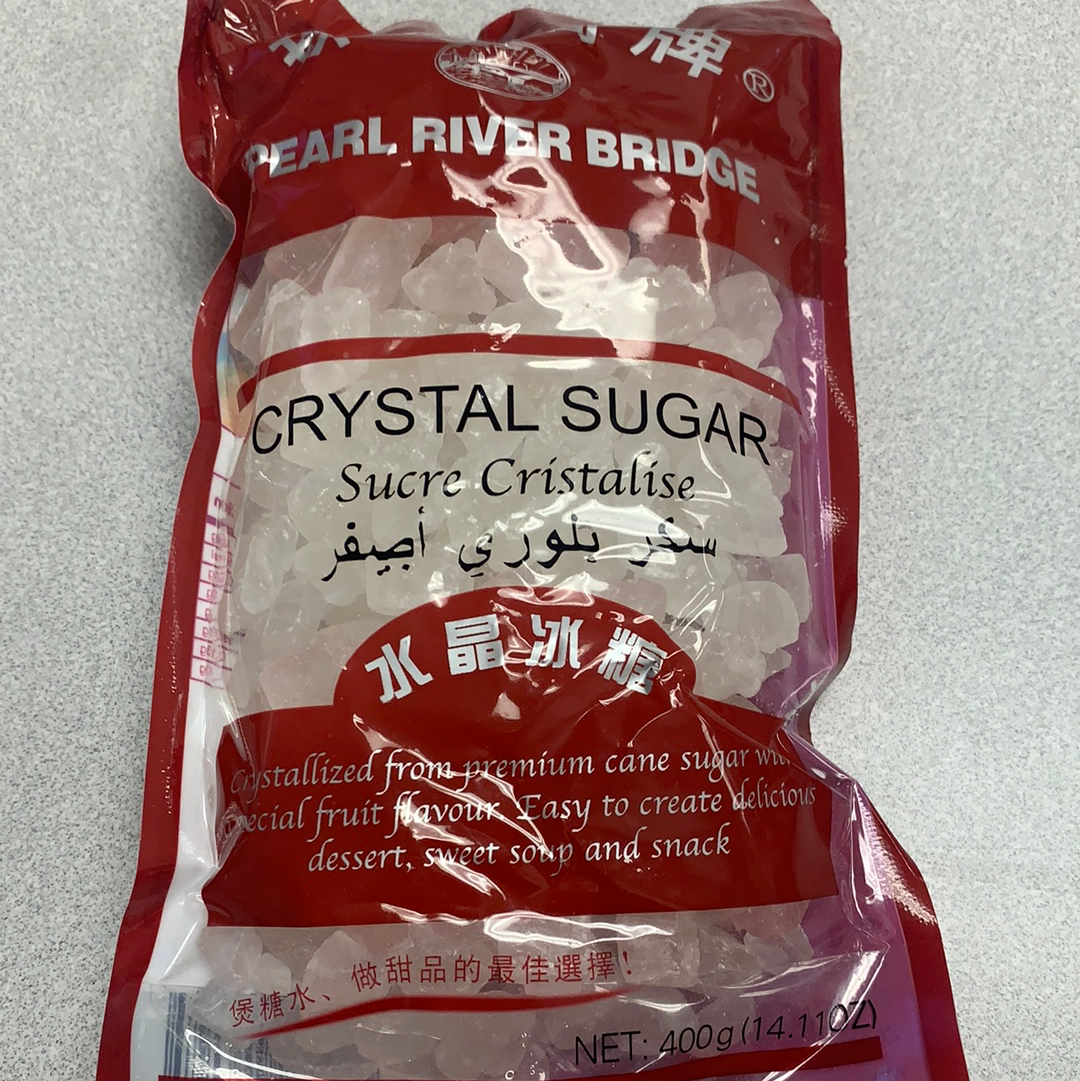 牌®
PEARL RIVER BRIDGE
CRYSTAL SUGAR
Sucre Cristalise
سكر بلوري أصفر
水晶冰糖
Crystallized from premium cane sugar
special fruit flavour. Easy to create delicious
dessert, sweet soup and snack
煲糖水、做甜品的最佳選擇!
NET: 400g(14.11OZ)